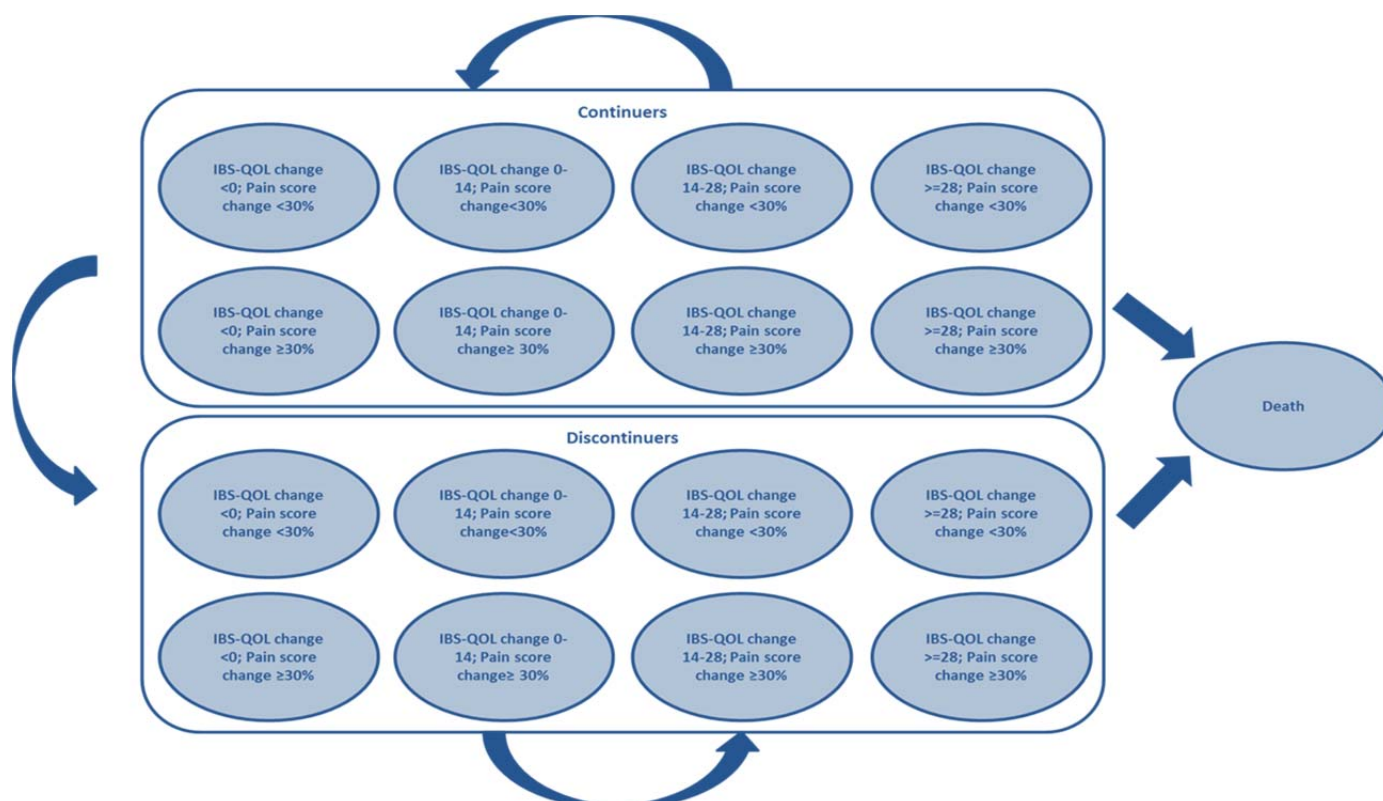 Continuers
IBS-QOL change
<0; Pain score
change <30%
IBS-QOL change 0-
14; Pain score
change<30%
IBS-QOL change
14-28; Pain score
change <30%
IBS-QOL change
>=28; Pain score
change <30%
IBS-QOL change
<0; Pain score
change ≥30%
IBS-QOL change 0-
14; Pain score
change≥ 30%
IBS-QOL change
14-28; Pain score
change ≥30%
IBS-QOL change
>=28; Pain score
change ≥30%
Death
Discontinuers
IBS-QOL change
<0; Pain score
change <30%
IBS-QOL change 0-
14; Pain score
change<30%
IBS-QOL change
14-28; Pain score
change <30%
IBS-QOL change
>=28; Pain score
change <30%
IBS-QOL change
<0; Pain score
change ≥30%
IBS-QOL change 0-
14; Pain score
change≥ 30%
IBS-QOL change
14-28; Pain score
change ≥30%
IBS-QOL change
>=28; Pain score
change ≥30%